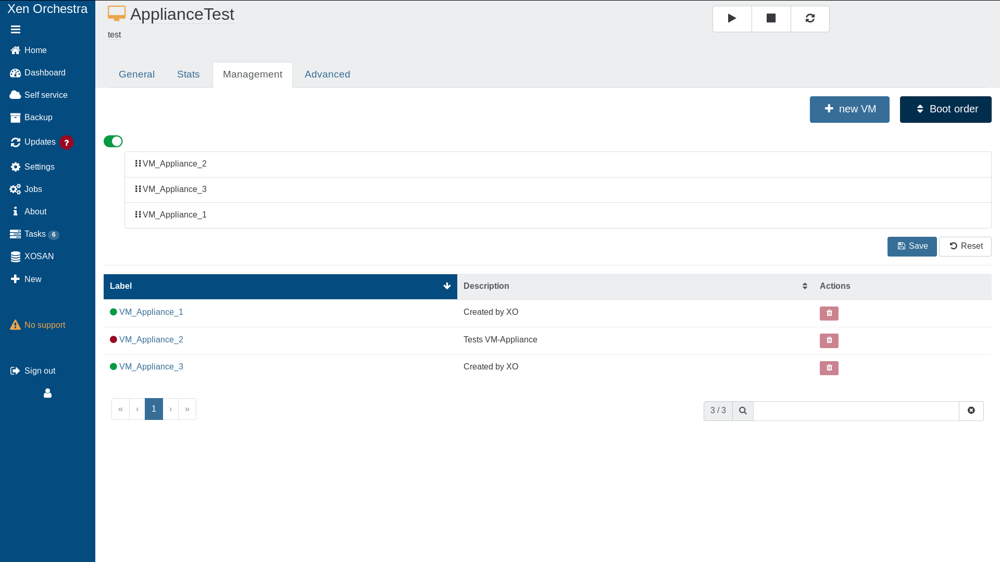 Xen Orchestra
Home
Dashboard
Self service
Backup
Updates ?
Settings
Jobs
About
Tasks 6
XOSAN
New
No support
Sign out
ApplianceTest
test
General Stats Management Advanced
new VM Boot order
VM_Appliance_2
VM_Appliance_3
VM_Appliance_1
Save Reset
Label Description Actions
VM_Appliance_1 Created by XO
VM_Appliance_2 Tests VM-Appliance
VM_Appliance_3 Created by XO
« ‹ 1 › »
3 / 3